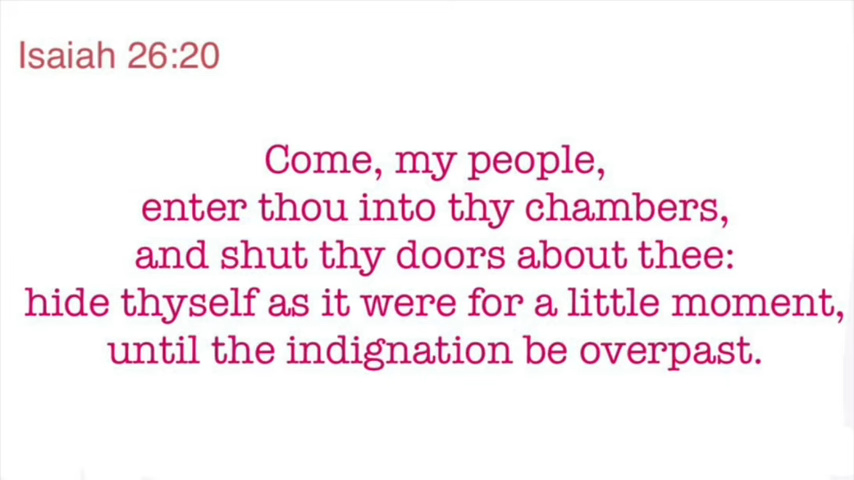 Isaiah 26:20
Come, my people,
enter thou into thy chambers,
and shut thy doors about thee:
hide thyself as it were for a little moment,
until the indignation be overpast.